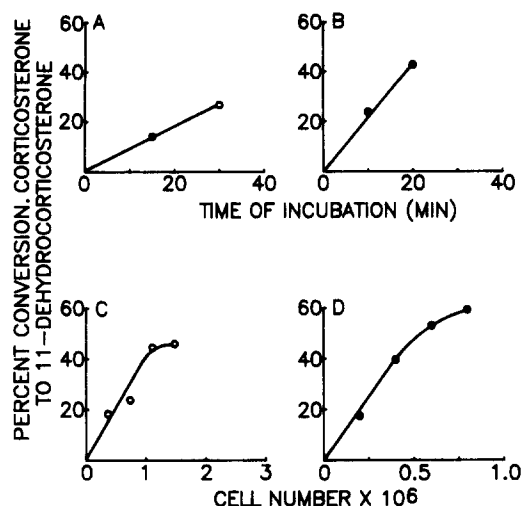 PERCENT CONVERSION, CORTICOSTERONE
TO 11-DEHYDROCORTICOSTERONE
A
60
40
20
0 20 40
B
60
40
20
0 20 40
TIME OF INCUBATION (MIN)
C
60
40
20
0 1 2 3
D
60
40
20
0 0.5 1.0
CELL NUMBER X 10⁶